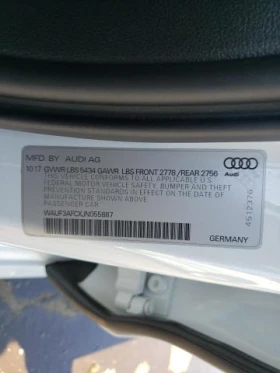 MFD. BY AUDI AG
10/17 GVWR LBS 5434 GAWR LBS FRONT 2778 /REAR 2756
THIS VEHICLE CONFORMS TO ALL APPLICABLE U.S.
FEDERAL MOTOR VEHICLE SAFETY, BUMPER AND THEFT
PREVENTION STANDARDS IN EFFECT ON THE DATE OF
MANUFACTURE SHOWN ABOVE.
PASSENGER CAR
Audi
GERMANY